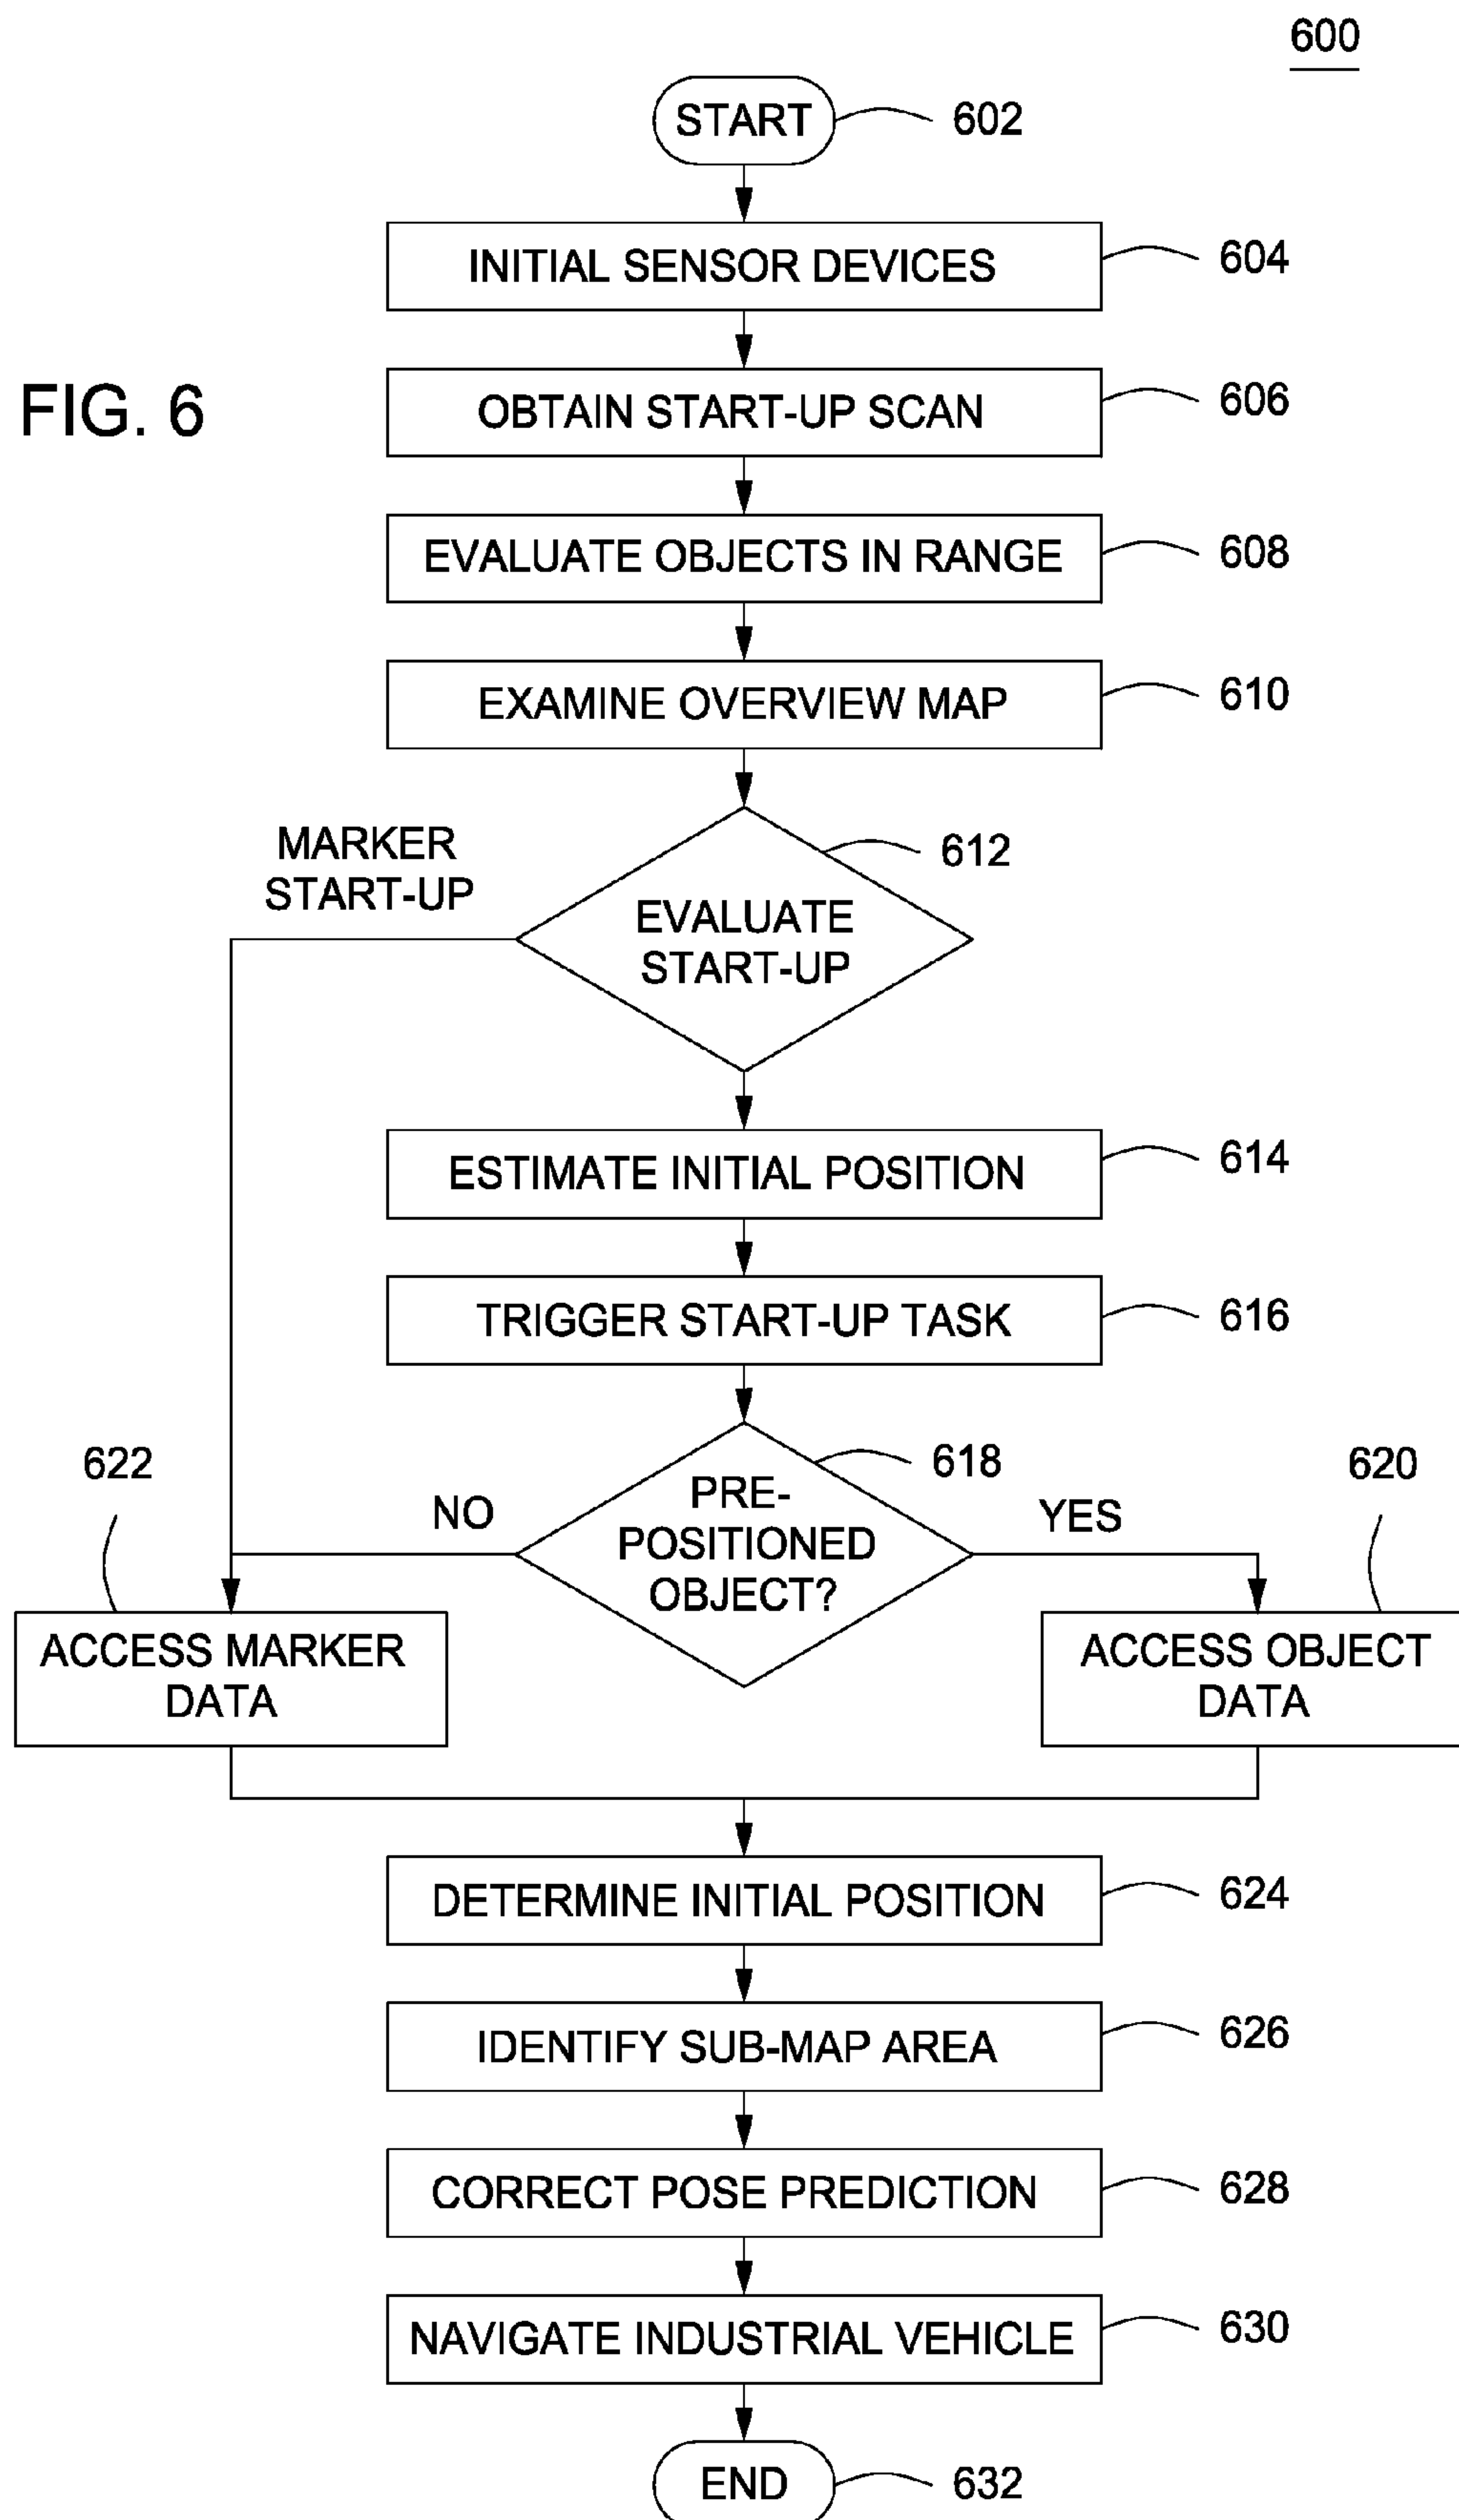 600
START
602
INITIAL SENSOR DEVICES
604
FIG. 6
OBTAIN START-UP SCAN
606
EVALUATE OBJECTS IN RANGE
608
EXAMINE OVERVIEW MAP
610
MARKER
START-UP
612
EVALUATE
START-UP
ESTIMATE INITIAL POSITION
614
TRIGGER START-UP TASK
616
622
618
620
NO
PRE-
POSITIONED
OBJECT?
YES
ACCESS MARKER
DATA
ACCESS OBJECT
DATA
DETERMINE INITIAL POSITION
624
IDENTIFY SUB-MAP AREA
626
CORRECT POSE PREDICTION
628
NAVIGATE INDUSTRIAL VEHICLE
630
END
632